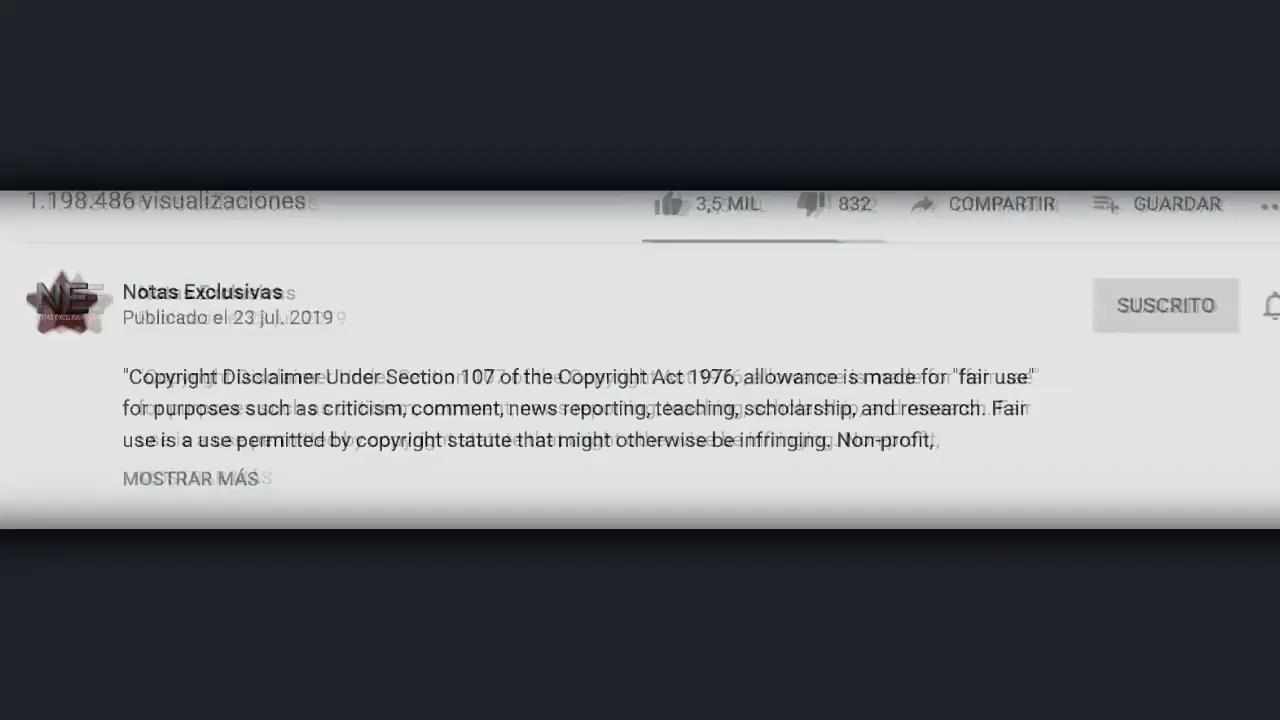 1.198.486 visualizaciones
3,5 MIL 832 COMPARTIR GUARDAR
NE
NOTAS EXCLUSIVAS
Notas Exclusivas
SUSCRITO
Publicado el 23 jul. 2019
"Copyright Disclaimer Under Section 107 of the Copyright Act 1976, allowance is made for "fair use"
for purposes such as criticism, comment, news reporting, teaching, scholarship, and research. Fair
use is a use permitted by copyright statute that might otherwise be infringing. Non-profit,
MOSTRAR MÁS